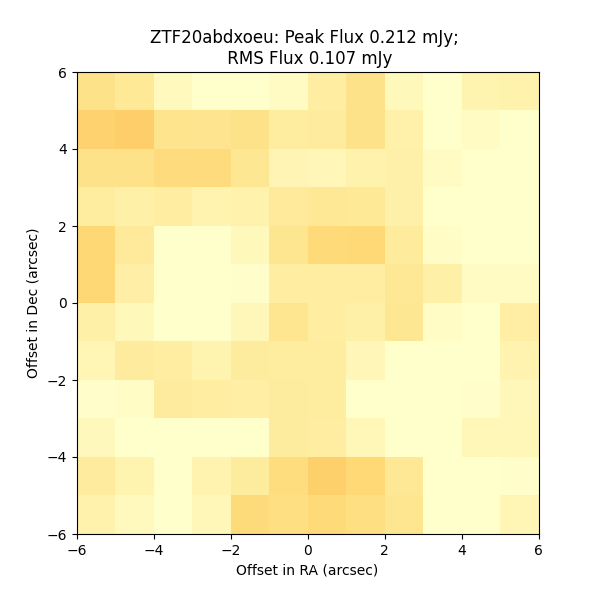 ZTF20abdxoeu: Peak Flux 0.212 mJy;
RMS Flux 0.107 mJy
6
4
2
0
−2
−4
−6
Offset in Dec (arcsec)
−6 −4 −2 0 2 4 6
Offset in RA (arcsec)